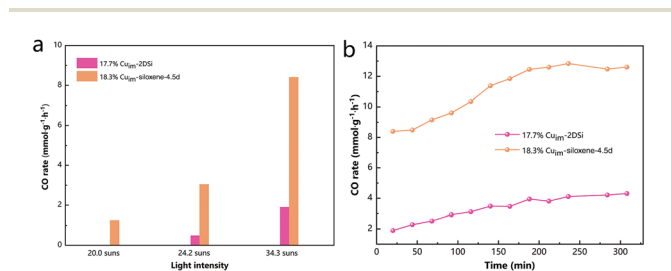 a
CO rate (mmol·g⁻¹·h⁻¹)
10
8
6
4
2
0
17.7% Cuᵢₘ-2DSi
18.3% Cuᵢₘ-siloxene-4.5d
20.0 suns
24.2 suns
34.3 suns
Light intensity
b
CO rate (mmol·g⁻¹·h⁻¹)
14
12
10
8
6
4
2
17.7% Cuᵢₘ-2DSi
18.3% Cuᵢₘ-siloxene-4.5d
0
50
100
150
200
250
300
Time (min)